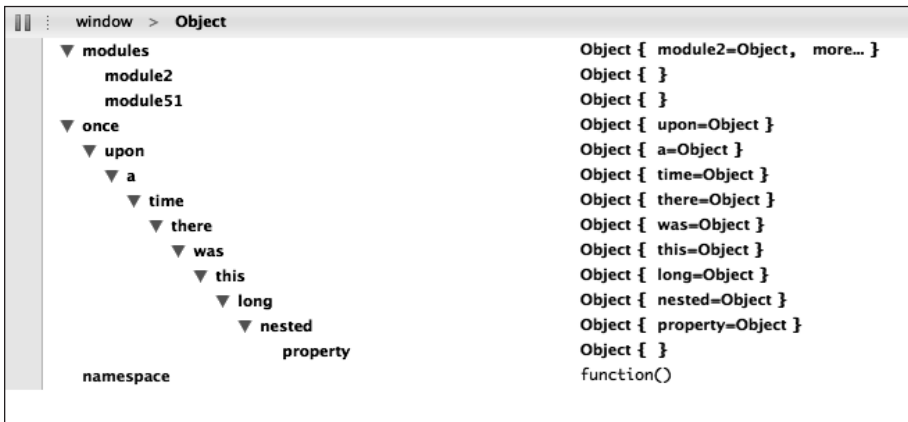 window > Object
modules Object { module2=Object, more... }
module2 Object { }
module51 Object { }
once Object { upon=Object }
upon Object { a=Object }
a Object { time=Object }
time Object { there=Object }
there Object { was=Object }
was Object { this=Object }
this Object { long=Object }
long Object { nested=Object }
nested Object { property=Object }
property Object { }
namespace function()